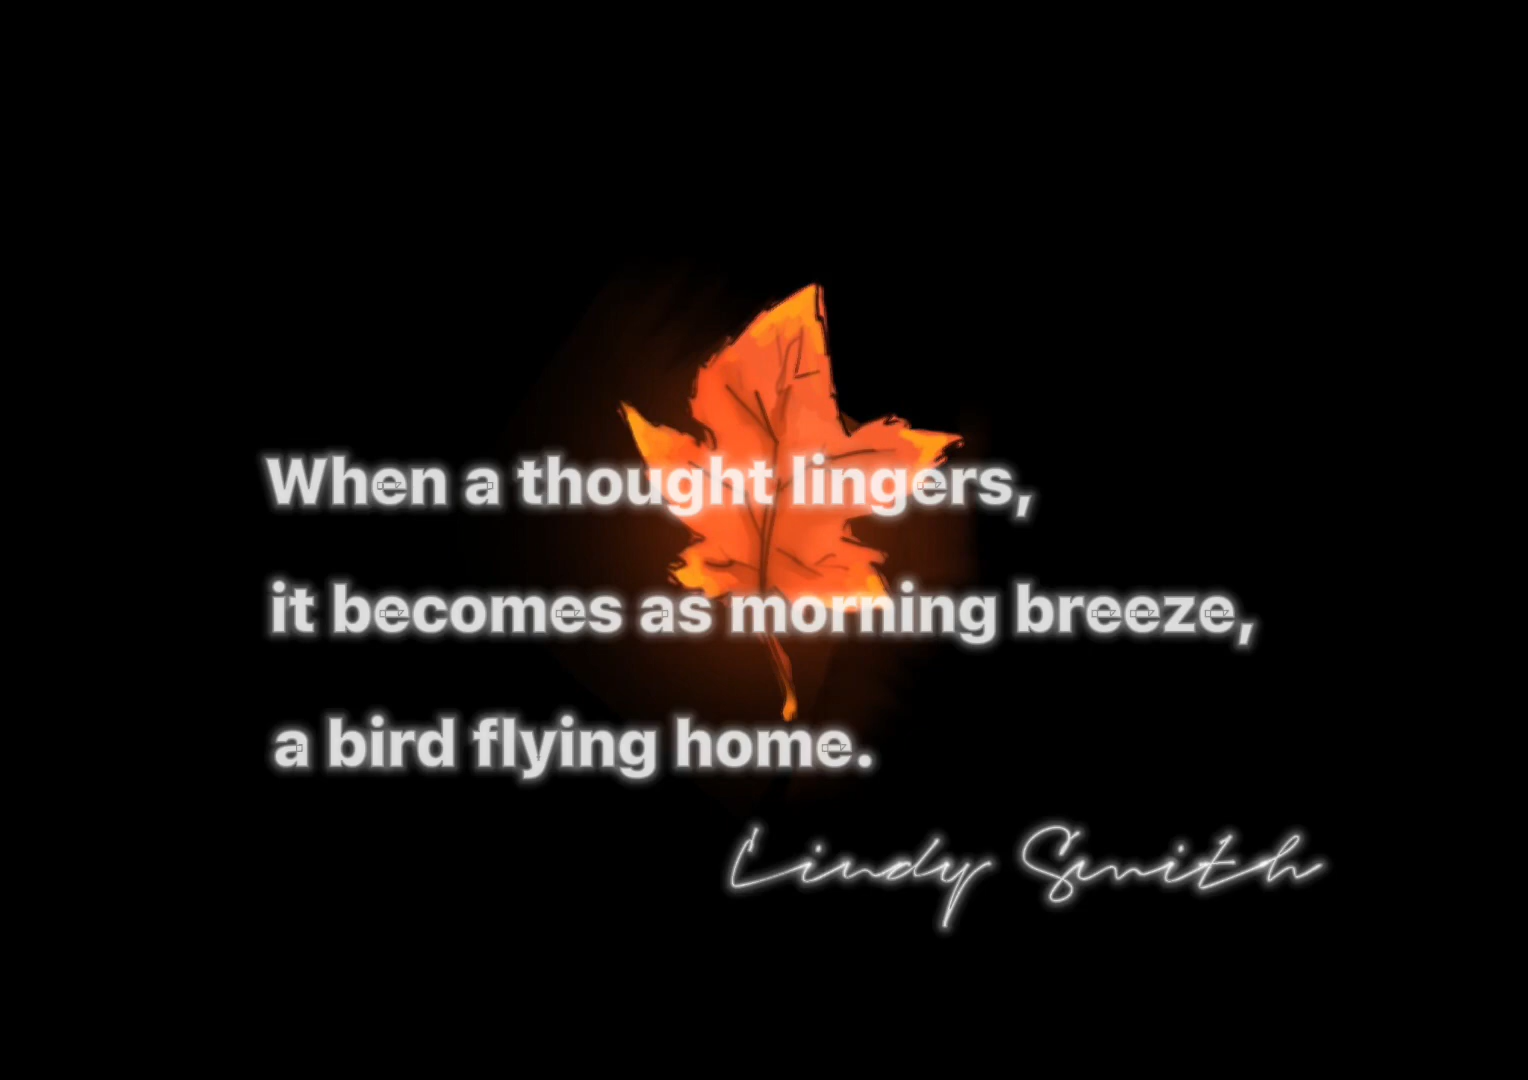 When a thought lingers,
it becomes as morning breeze,
a bird flying home.
Lindy Smith